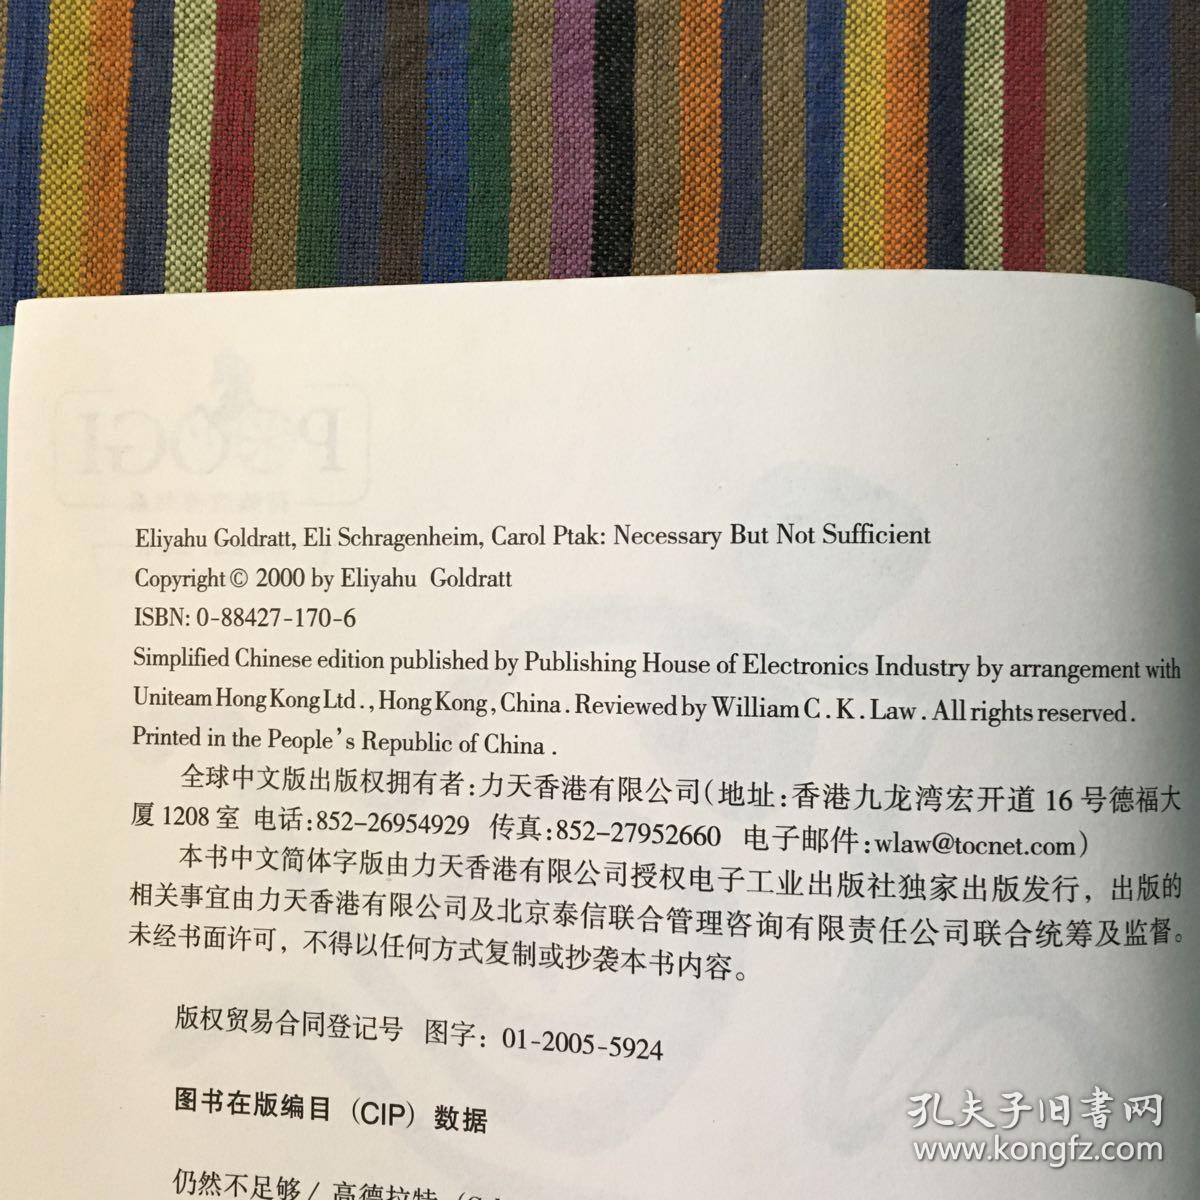 Eliyahu Goldratt, Eli Schragenheim, Carol Ptak: Necessary But Not Sufficient
Copyright © 2000 by Eliyahu Goldratt
ISBN: 0-88427-170-6
Simplified Chinese edition published by Publishing House of Electronics Industry by arrangement with
Uniteam Hong Kong Ltd., Hong Kong, China. Reviewed by William C. K. Law. All rights reserved.
Printed in the People's Republic of China.
全球中文版出版权拥有者:力天香港有限公司(地址:香港九龙湾宏开道 16 号德福大
厦 1208 室 电话:852-26954929 传真:852-27952660 电子邮件:wlaw@tocnet.com)
本书中文简体字版由力天香港有限公司授权电子工业出版社独家出版发行，出版的
相关事宜由力天香港有限公司及北京泰信联合管理咨询有限责任公司联合统筹及监督。
未经书面许可，不得以任何方式复制或抄袭本书内容。
版权贸易合同登记号 图字：01-2005-5924
图书在版编目（CIP）数据
仍然不足够 / 高德拉特
孔夫子旧书网
www.kongfz.com